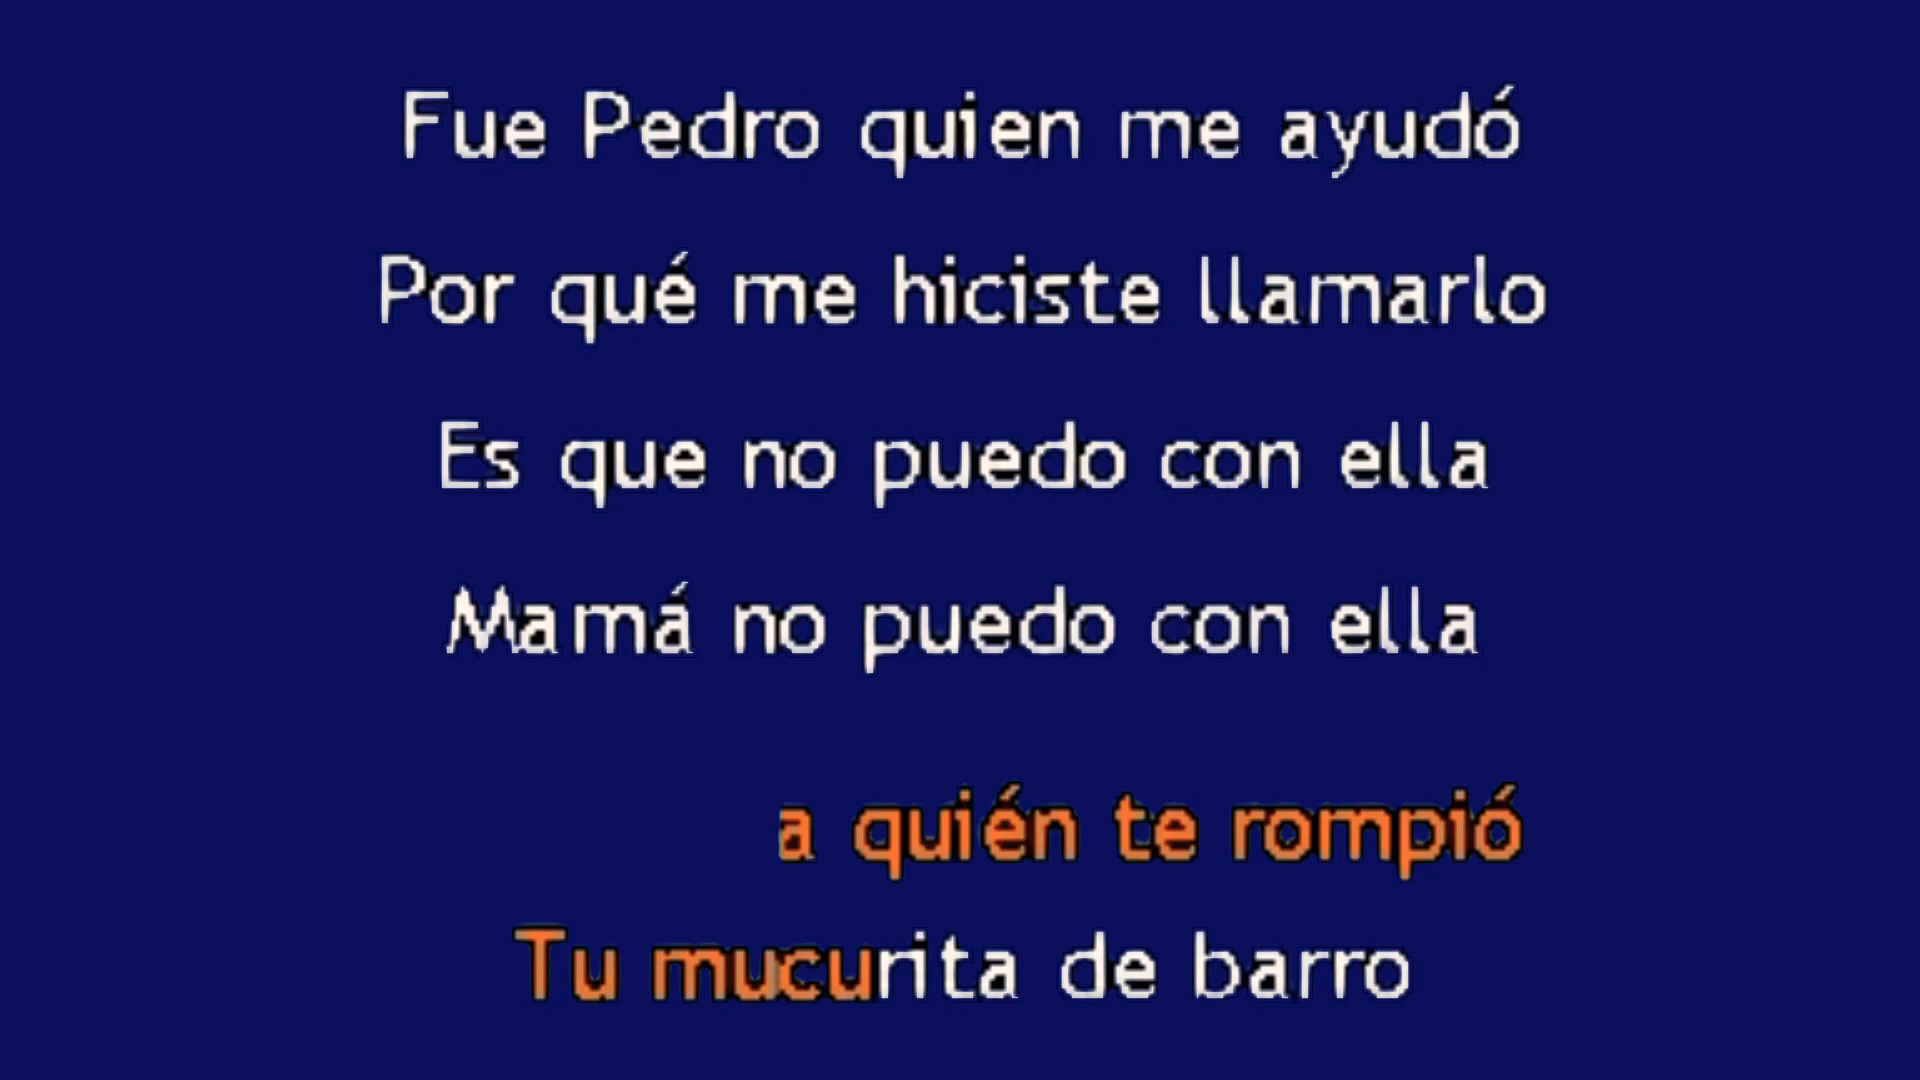 Fue Pedro quien me ayudó
Por qué me hiciste llamarlo
Es que no puedo con ella
Mamá no puedo con ella
a quién te rompió
Tu mucurita de barro